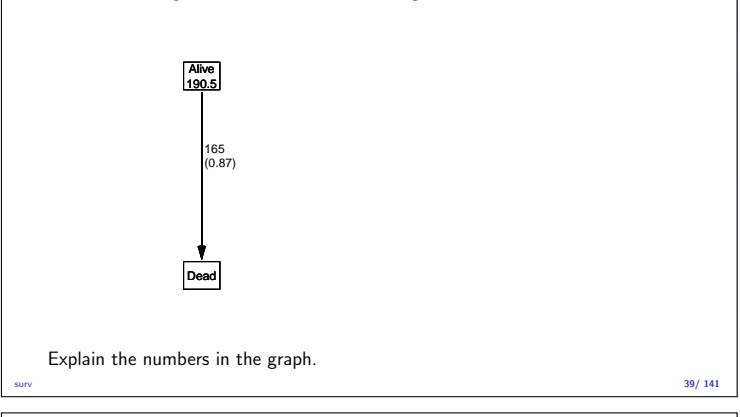 Alive
190.5
165
(0.87)
Dead
Explain the numbers in the graph.
surv
39/ 141